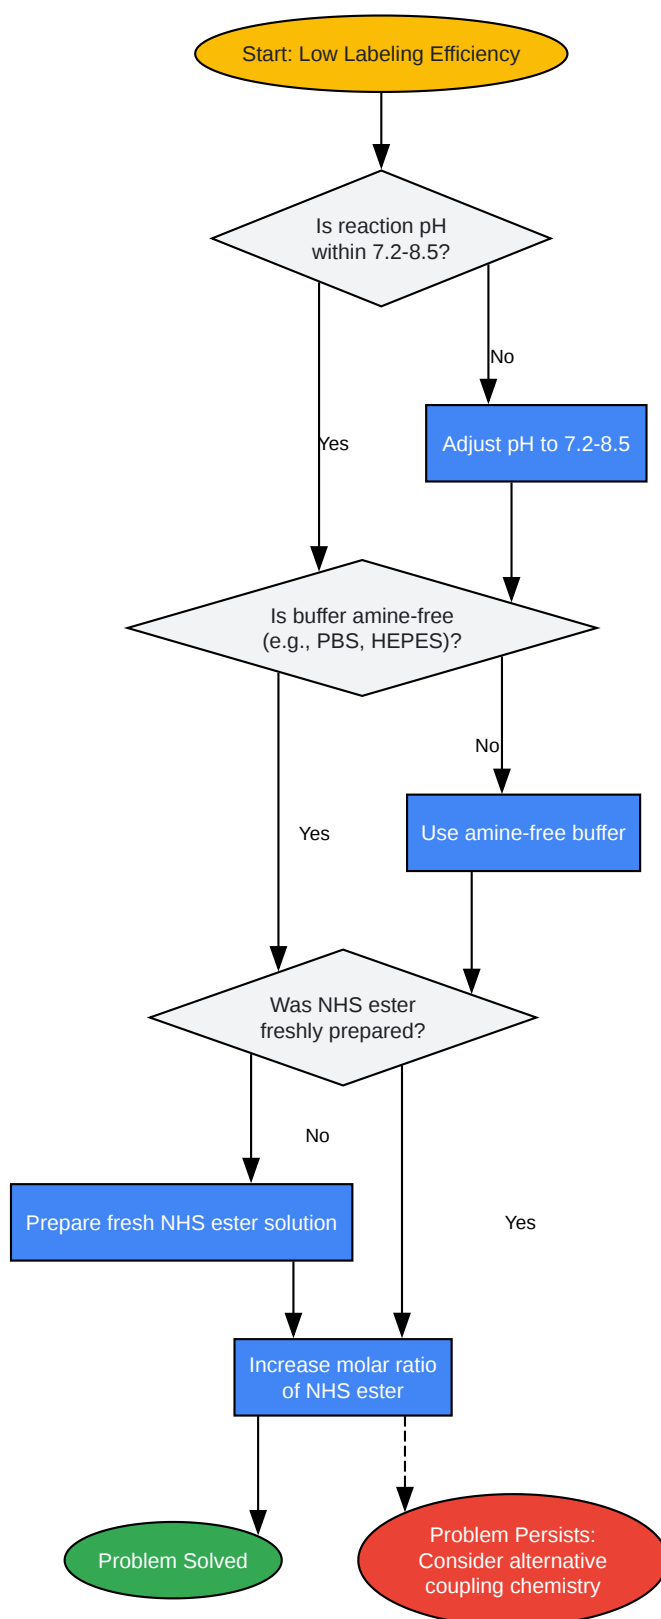 Start: Low Labeling Efficiency
Is reaction pH
within 7.2-8.5?
No
Yes
Adjust pH to 7.2-8.5
Is buffer amine-free
(e.g., PBS, HEPES)?
No
Yes
Use amine-free buffer
Was NHS ester
freshly prepared?
No
Prepare fresh NHS ester solution
Yes
Increase molar ratio
of NHS ester
Problem Solved
Problem Persists:
Consider alternative
coupling chemistry